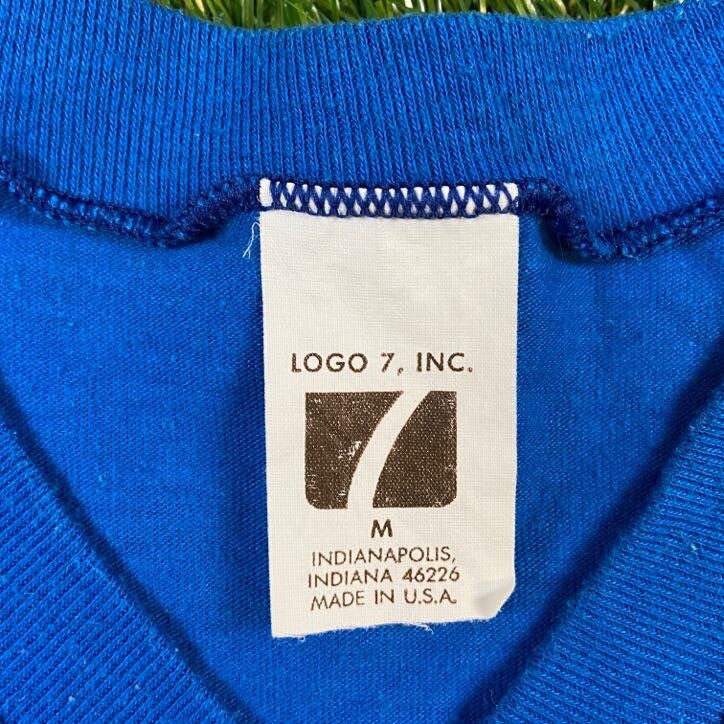 LOGO 7, INC.
7
M
INDIANAPOLIS,
INDIANA 46226
MADE IN U.S.A.